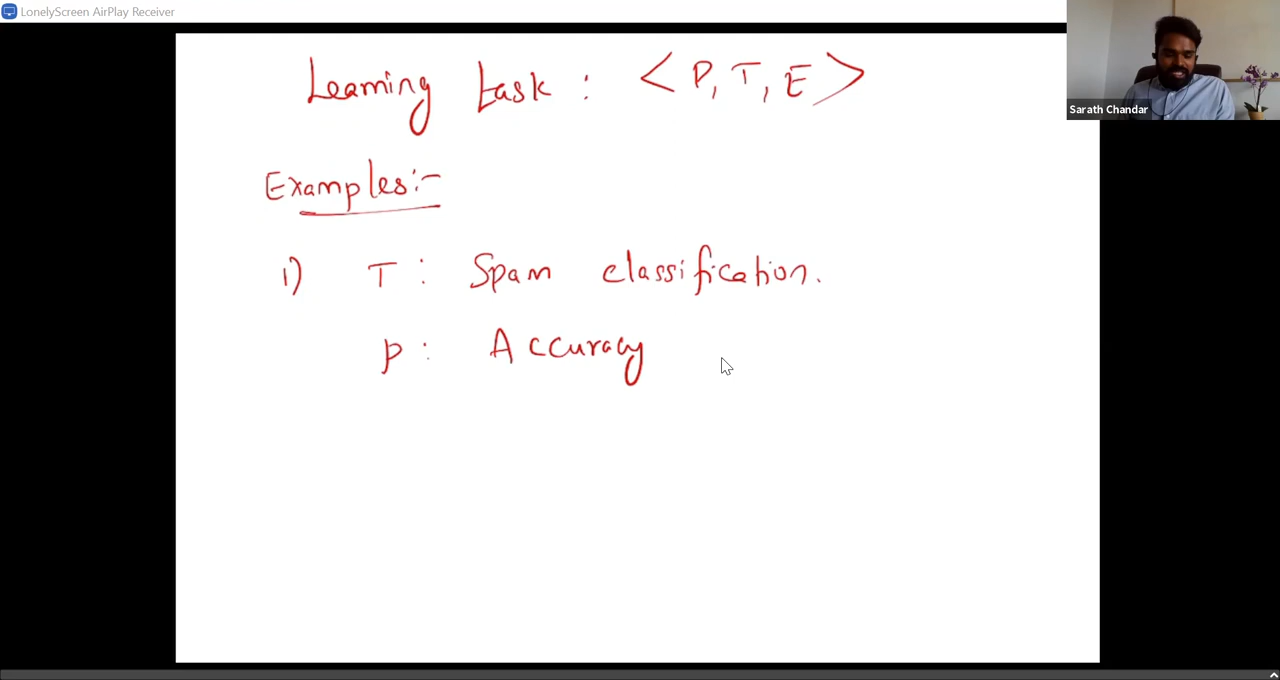 LonelyScreen AirPlay Receiver
Sarath Chandar
Learning task : < P, T, E >
Examples:-
1) T : Spam classification.
P : Accuracy